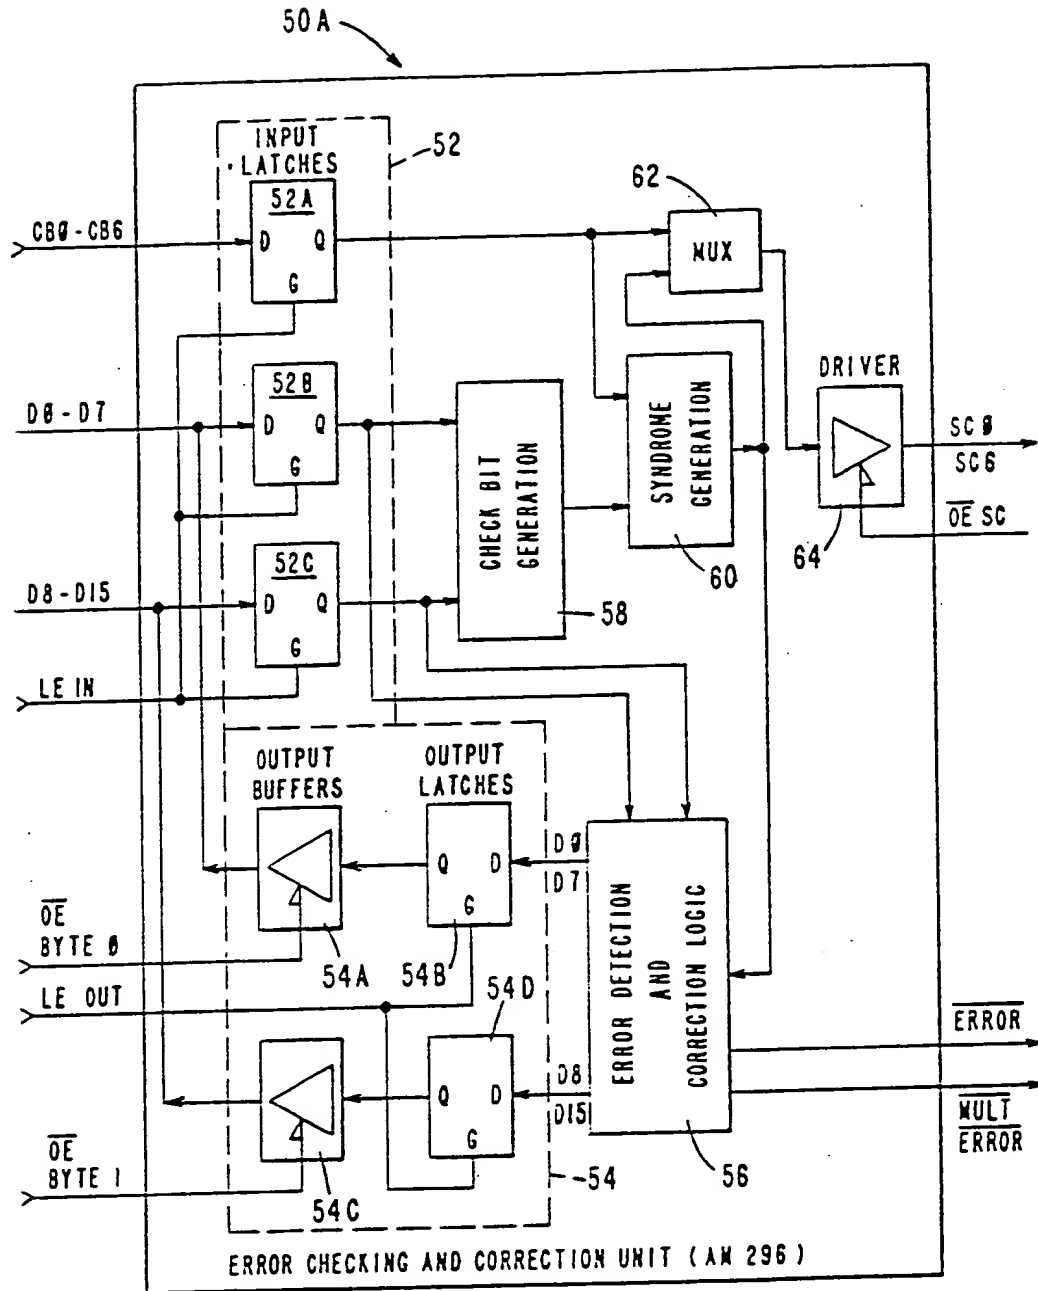 50A
INPUT
LATCHES
52
52A
D Q
G
CB0-CB6
62
MUX
52B
D Q
G
D0-D7
CHECK BIT
GENERATION
58
SYNDROME
GENERATION
60
DRIVER
64
SC0
SC6
OE SC
52C
D Q
G
D8-D15
LE IN
OUTPUT
BUFFERS
OUTPUT
LATCHES
Q D
G
D0
D7
54A
54B
OE
BYTE 0
LE OUT
54D
Q D
G
D8
D15
ERROR DETECTION
AND
CORRECTION LOGIC
56
ERROR
MULT
ERROR
OE
BYTE 1
54C
54
ERROR CHECKING AND CORRECTION UNIT (AM 296)